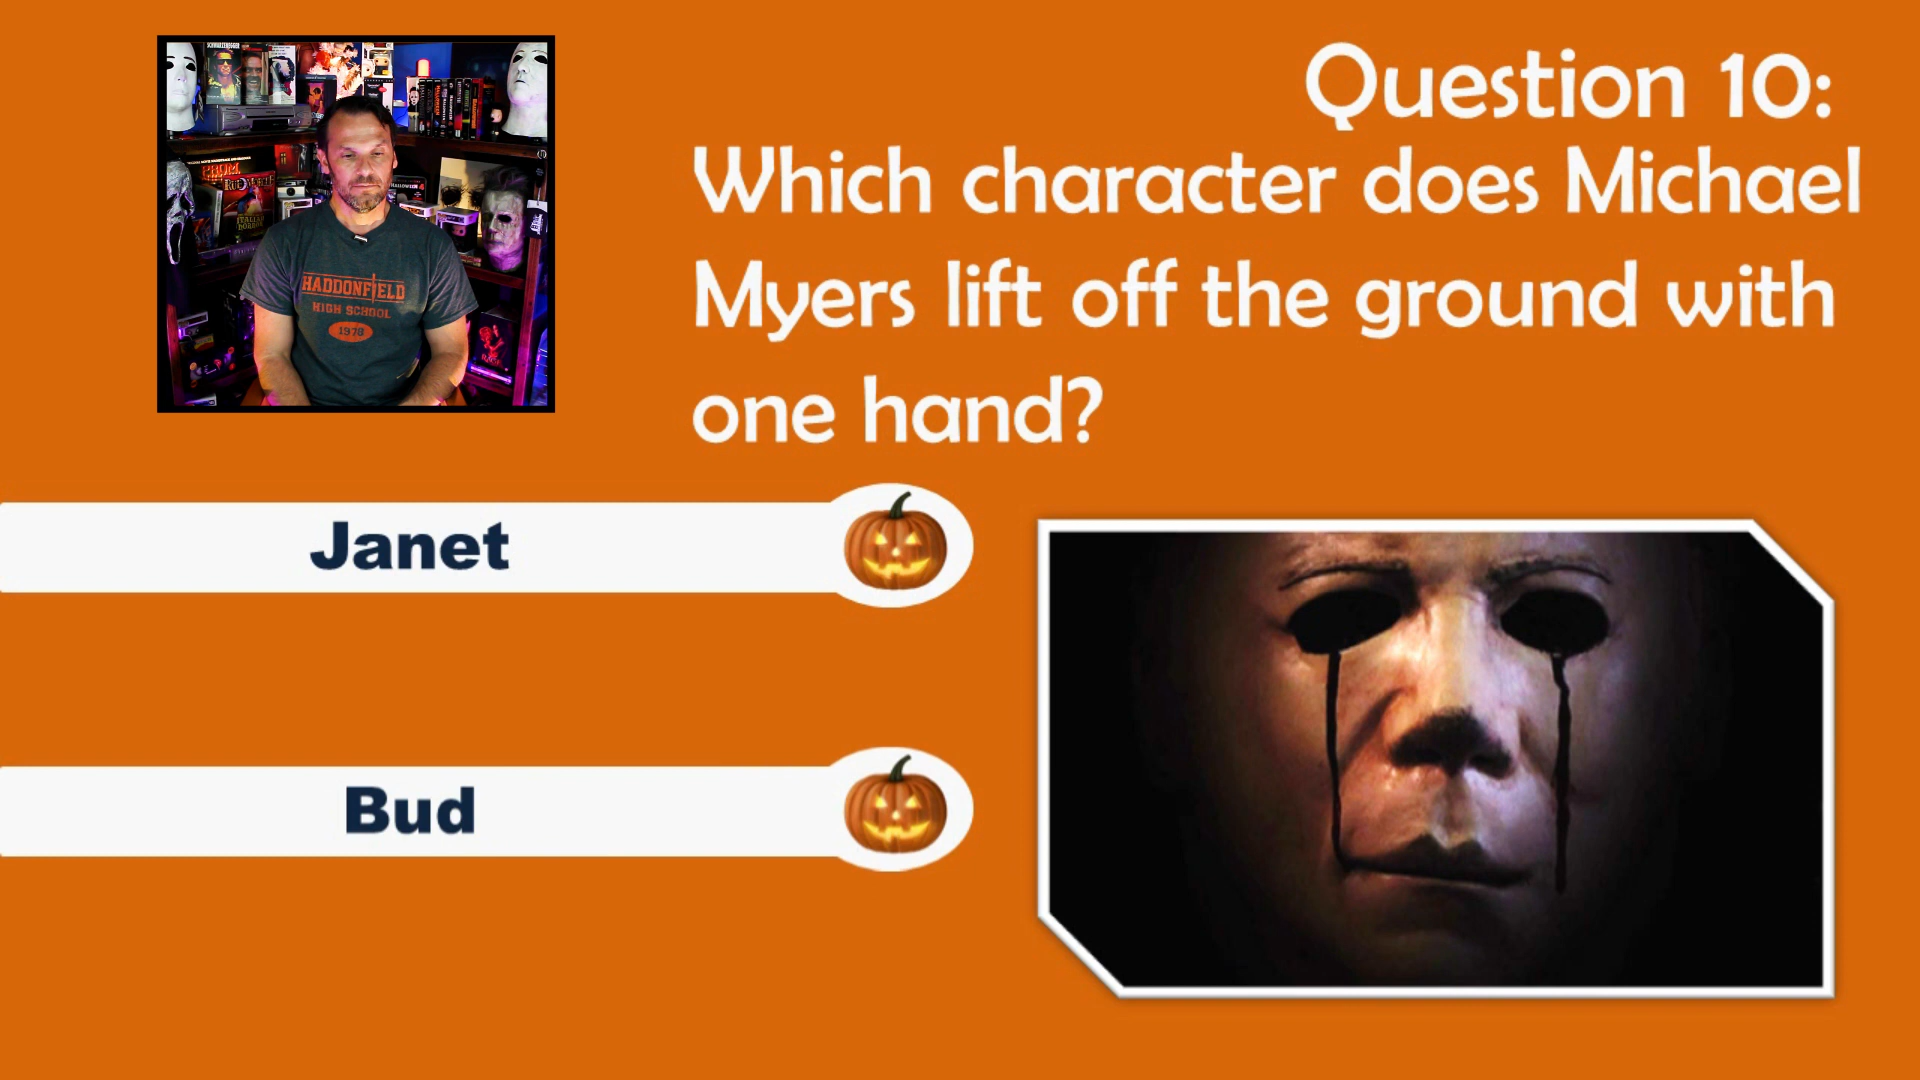 SCHWARZENEGGER
HADDONFIELD
HIGH SCHOOL
1978
Question 10:
Which character does Michael
Myers lift off the ground with
one hand?
Janet
Bud